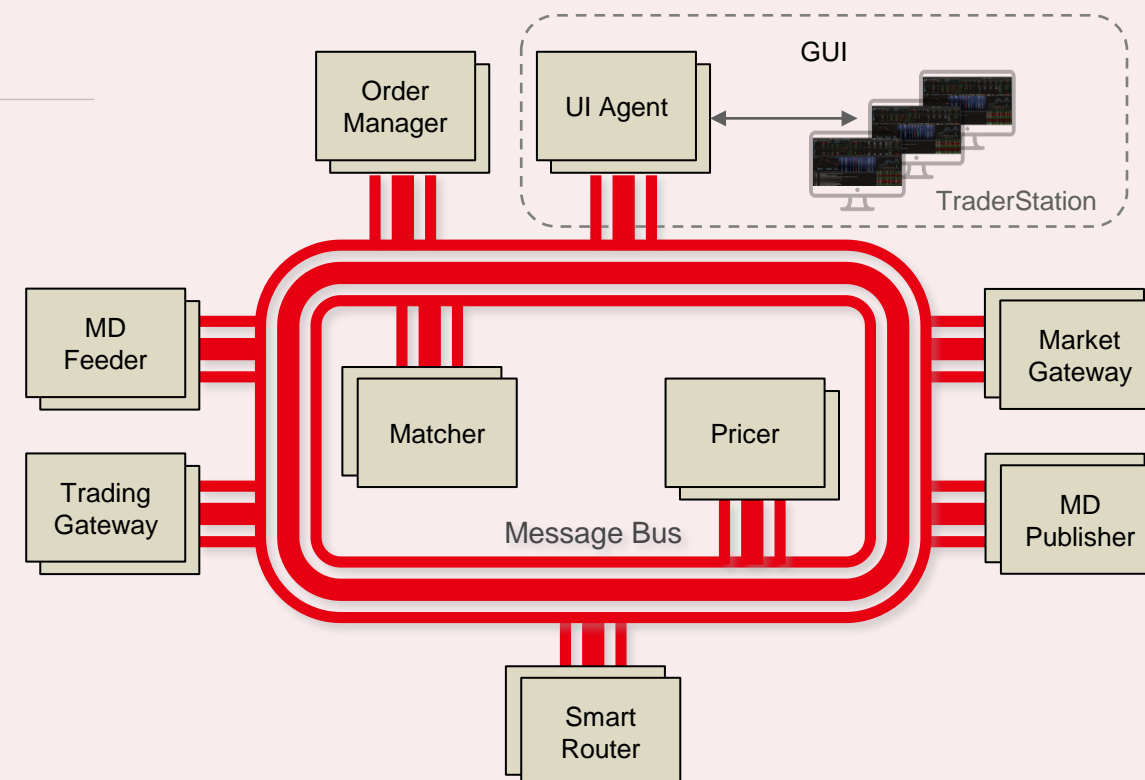 GUI
Order
Manager
UI Agent
TraderStation
MD
Feeder
Market
Gateway
Matcher
Pricer
Trading
Gateway
MD
Publisher
Message Bus
Smart
Router